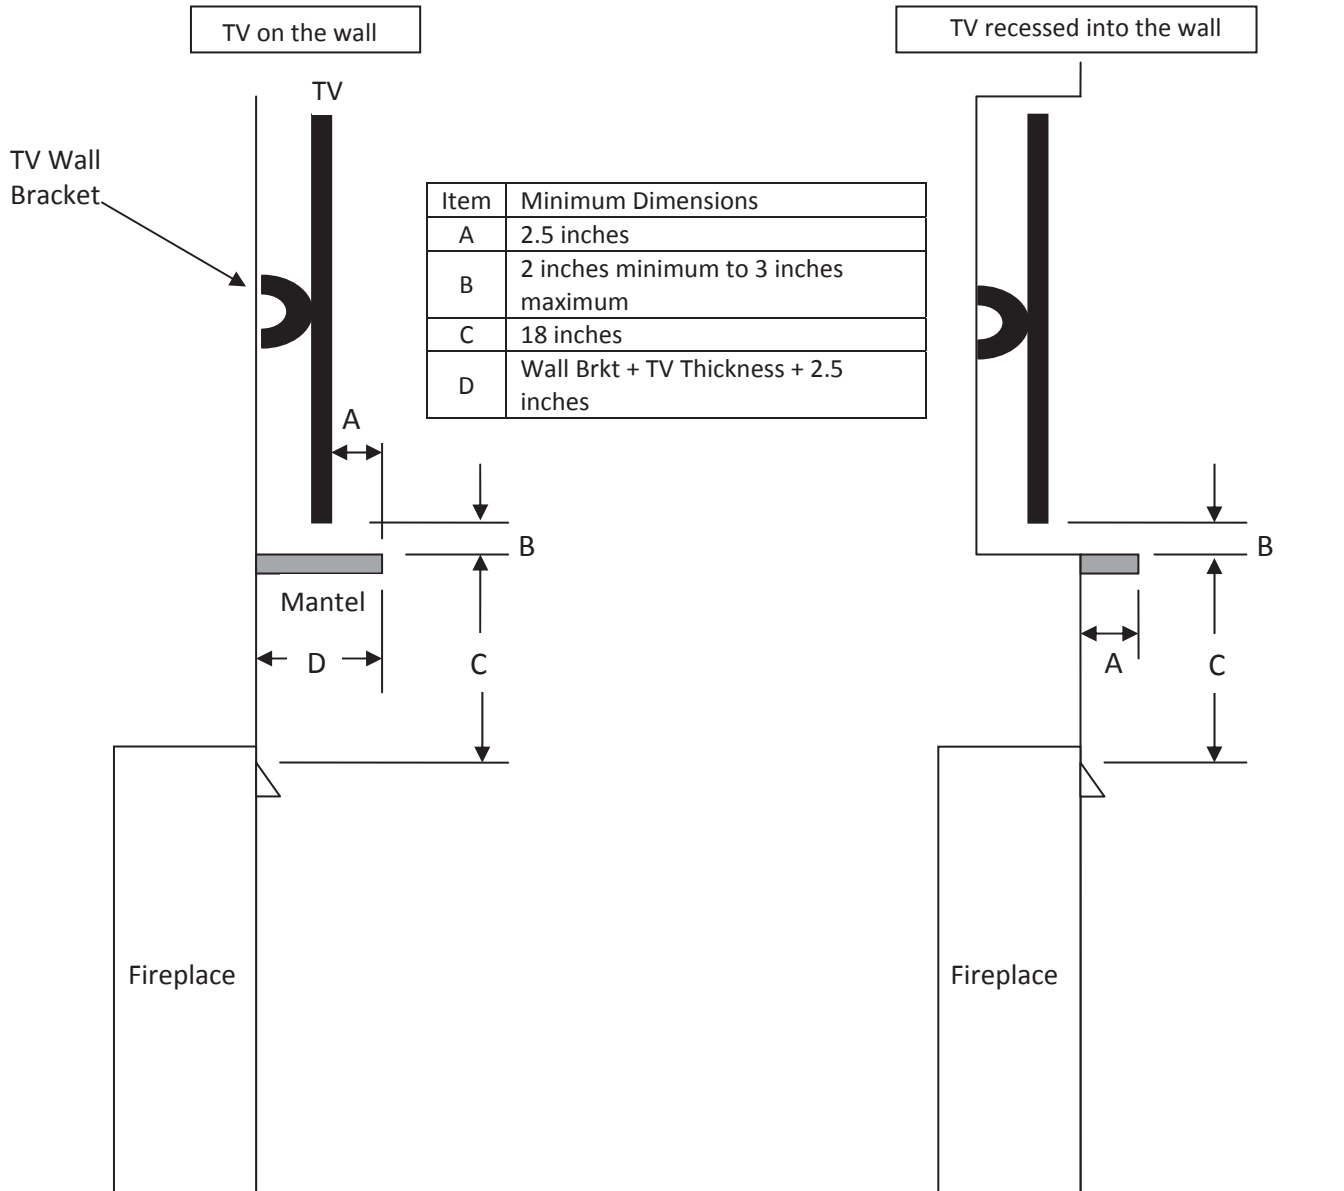 TV on the wall
TV recessed into the wall
TV
TV Wall
Bracket
Item Minimum Dimensions
A 2.5 inches
B 2 inches minimum to 3 inches
maximum
C 18 inches
D Wall Brkt + TV Thickness + 2.5
inches
A
B
Mantel
D
C
Fireplace
B
A
C
Fireplace